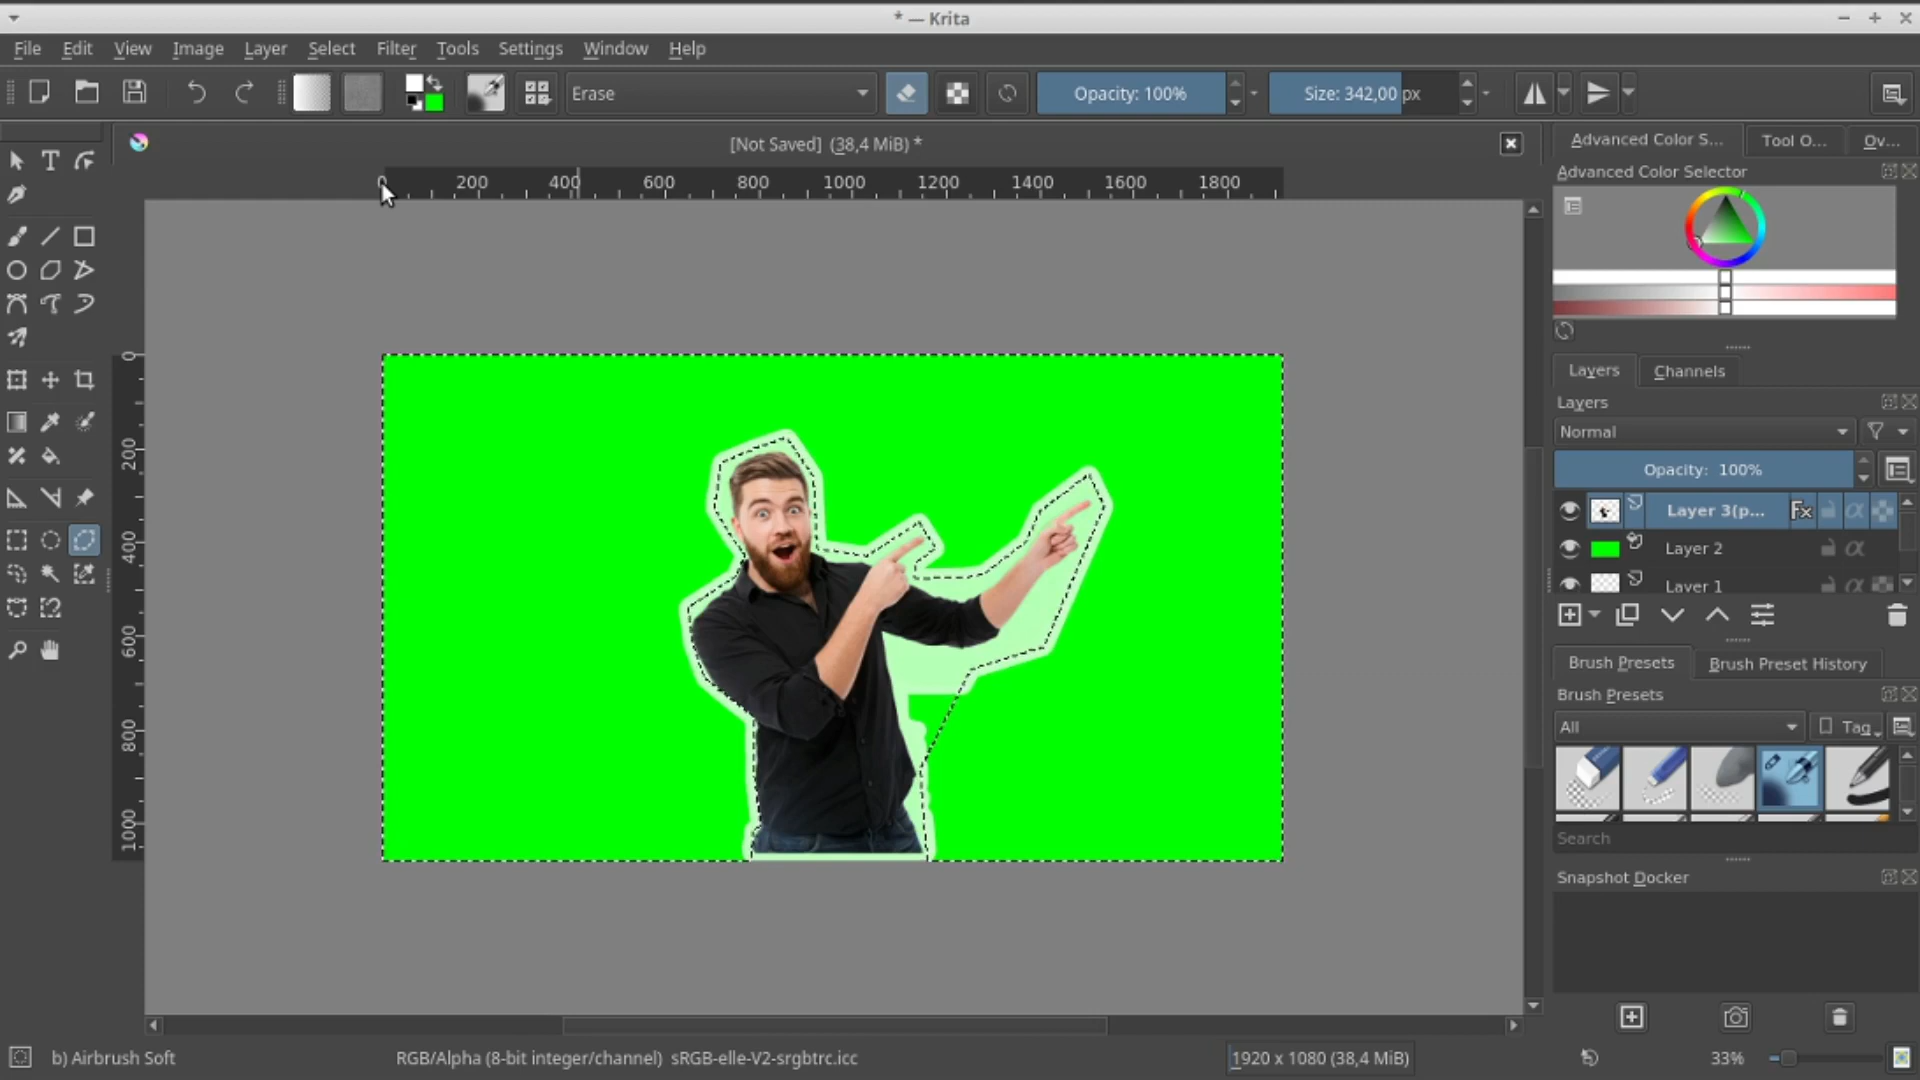 * — Krita
File Edit View Image Layer Select Filter Tools Settings Window Help
Erase Opacity: 100% Size: 342,00 px
[Not Saved] (38,4 MiB) *
Advanced Color S... Tool O... Ov...
Advanced Color Selector
0 200 400 600 800 1000 1200 1400 1600 1800
0 200 400 600 800 1000
Layers Channels
Layers
Normal
Opacity: 100%
Layer 3(p... Fx α
Layer 2 α
Layer 1 α
Brush Presets Brush Preset History
Brush Presets
All Tag
Search
Snapshot Docker
b) Airbrush Soft RGB/Alpha (8-bit integer/channel) sRGB-elle-V2-srgbtrc.icc 1920 x 1080 (38,4 MiB) 33%